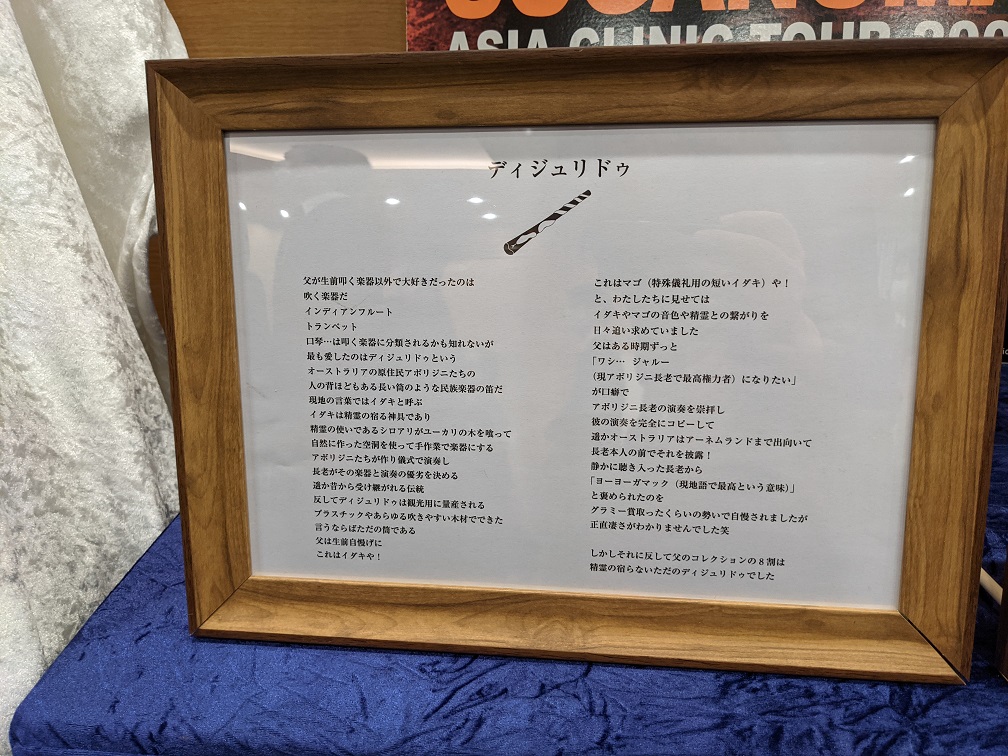 ASIA CLINIC TOUR
ディジュリドゥ
父が生前叩く楽器以外で大好きだったのは
吹く楽器だ
インディアンフルート
トランペット
口琴…は叩く楽器に分類されるかも知れないが
最も愛したのはディジュリドゥという
オーストラリアの原住民アボリジニたちの
人の背ほどもある長い筒のような民族楽器の笛だ
現地の言葉ではイダキと呼ぶ
イダキは精霊の宿る神具であり
精霊の使いであるシロアリがユーカリの木を喰って
自然に作った空洞を使って手作業で楽器にする
アボリジニたちが作り儀式で演奏し
長老がその楽器と演奏の優劣を決める
遥か昔から受け継がれる伝統
反してディジュリドゥは観光用に量産される
プラスチックやあらゆる吹きやすい木材でできた
言うならばただの筒である
父は生前自慢げに
これはイダキや！
これはマゴ（特殊儀礼用の短いイダキ）や！
と、わたしたちに見せては
イダキやマゴの音色や精霊との繋がりを
日々追い求めていました
父はある時期ずっと
「ワシ… ジャルー
（現アボリジニ長老で最高権力者）になりたい」
が口癖で
アボリジニ長老の演奏を崇拝し
彼の演奏を完全にコピーして
遥かオーストラリアはアーネムランドまで出向いて
長老本人の前でそれを披露！
静かに聴き入った長老から
「ヨーヨーガマック（現地語で最高という意味）」
と褒められたのを
グラミー賞取ったくらいの勢いで自慢されましたが
正直凄さがわかりませんでした笑
しかしそれに反して父のコレクションの８割は
精霊の宿らないただのディジュリドゥでした